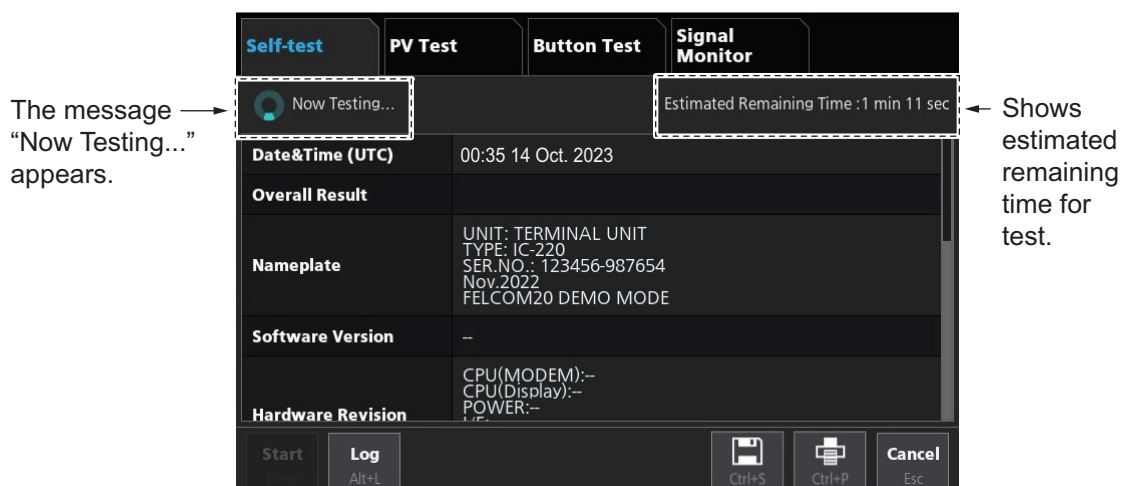 Self-test
PV Test
Button Test
Signal
Monitor
The message
“Now Testing...”
appears.
Now Testing...
Estimated Remaining Time :1 min 11 sec
Shows
estimated
remaining
time for
test.
Date&Time (UTC) 00:35 14 Oct. 2023
Overall Result
Nameplate
UNIT: TERMINAL UNIT
TYPE: IC-220
SER.NO.: 123456-987654
Nov.2022
FELCOM20 DEMO MODE
Software Version --
Hardware Revision
CPU(MODEM):--
CPU(Display):--
POWER:--
Start
Log
Alt+L
Ctrl+S
Ctrl+P
Cancel
Esc